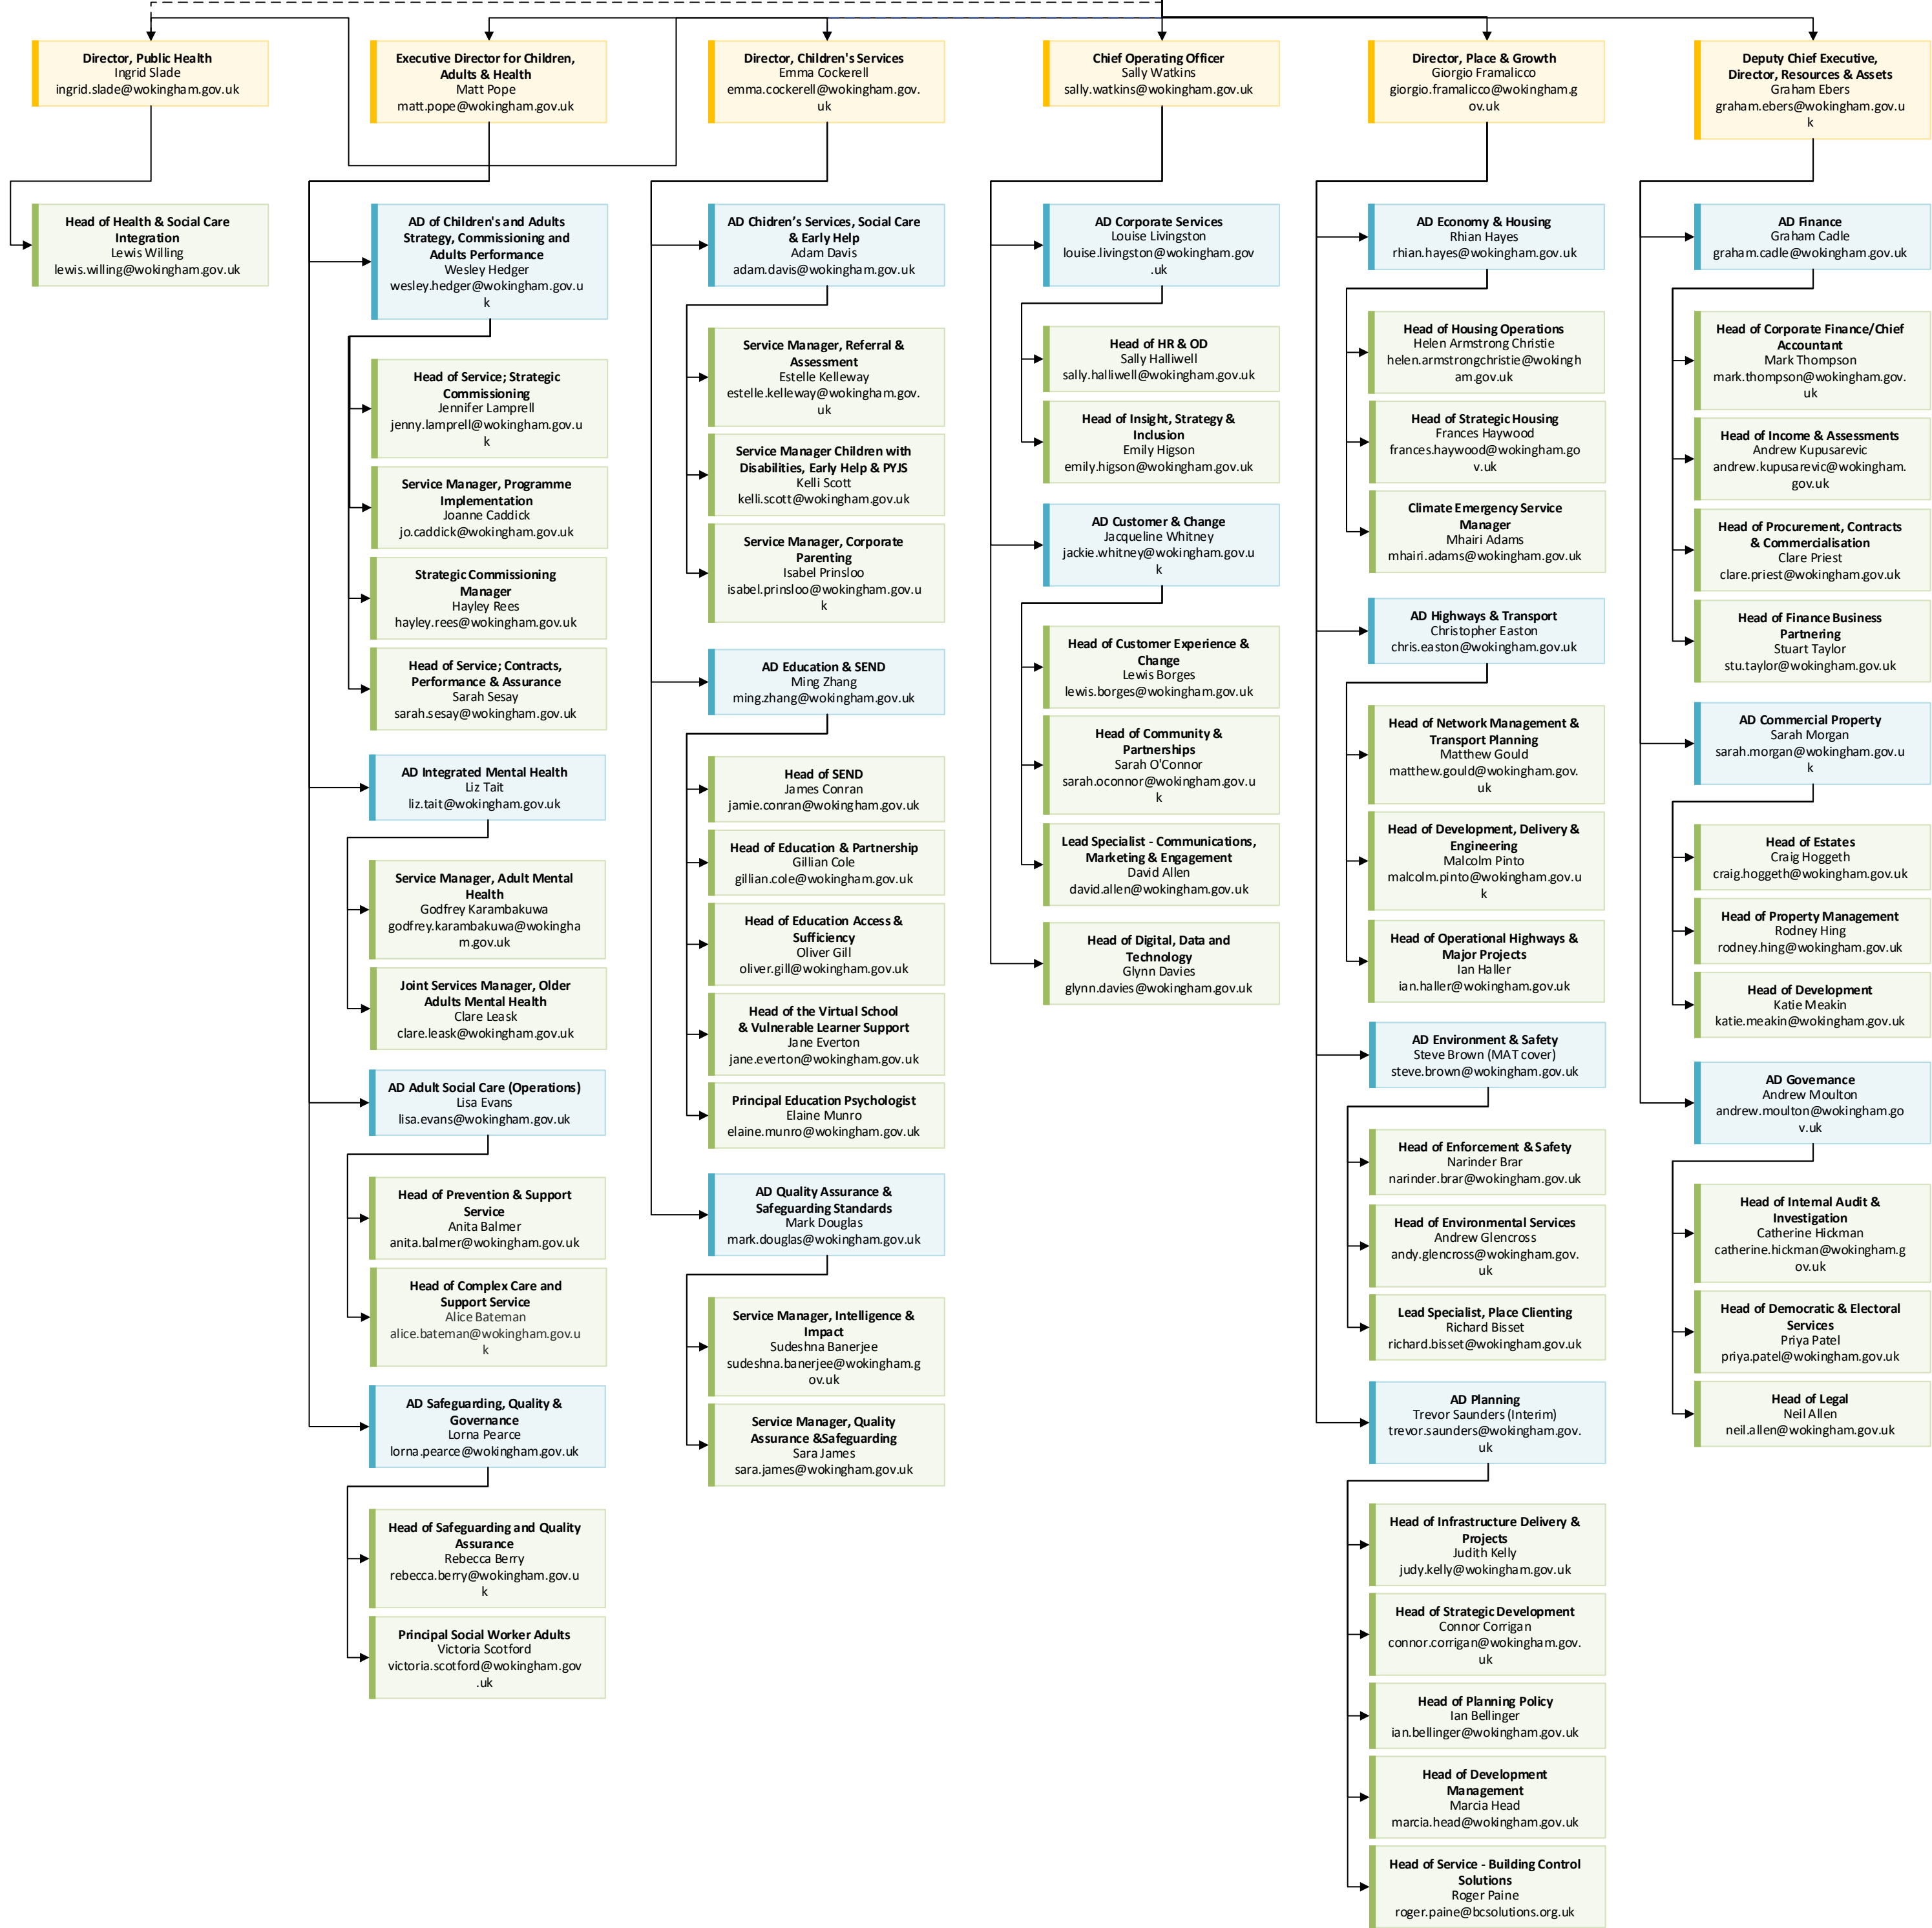 Director, Public Health
Ingrid Slade
ingrid.slade@wokingham.gov.uk
Head of Health & Social Care
Integration
Lewis Willing
lewis.willing@wokingham.gov.uk
Executive Director for Children,
Adults & Health
Matt Pope
matt.pope@wokingham.gov.uk
AD of Children's and Adults
Strategy, Commissioning and
Adults Performance
Wesley Hedger
wesley.hedger@wokingham.gov.u
k
Head of Service; Strategic
Commissioning
Jennifer Lamprell
jenny.lamprell@wokingham.gov.u
k
Service Manager, Programme
Implementation
Joanne Caddick
jo.caddick@wokingham.gov.uk
Strategic Commissioning
Manager
Hayley Rees
hayley.rees@wokingham.gov.uk
Head of Service; Contracts,
Performance & Assurance
Sarah Sesay
sarah.sesay@wokingham.gov.uk
AD Integrated Mental Health
Liz Tait
liz.tait@wokingham.gov.uk
Service Manager, Adult Mental
Health
Godfrey Karambakuwa
godfrey.karambakuwa@wokingha
m.gov.uk
Joint Services Manager, Older
Adults Mental Health
Clare Leask
clare.leask@wokingham.gov.uk
AD Adult Social Care (Operations)
Lisa Evans
lisa.evans@wokingham.gov.uk
Head of Prevention & Support
Service
Anita Balmer
anita.balmer@wokingham.gov.uk
Head of Complex Care and
Support Service
Alice Bateman
alice.bateman@wokingham.gov.u
k
AD Safeguarding, Quality &
Governance
Lorna Pearce
lorna.pearce@wokingham.gov.uk
Head of Safeguarding and Quality
Assurance
Rebecca Berry
rebecca.berry@wokingham.gov.u
k
Principal Social Worker Adults
Victoria Scotford
victoria.scotford@wokingham.gov
.uk
Director, Children's Services
Emma Cockerell
emma.cockerell@wokingham.gov.
uk
AD Chidren’s Services, Social Care
& Early Help
Adam Davis
adam.davis@wokingham.gov.uk
Service Manager, Referral &
Assessment
Estelle Kelleway
estelle.kelleway@wokingham.gov.
uk
Service Manager Children with
Disabilities, Early Help & PYJS
Kelli Scott
kelli.scott@wokingham.gov.uk
Service Manager, Corporate
Parenting
Isabel Prinsloo
isabel.prinsloo@wokingham.gov.u
k
AD Education & SEND
Ming Zhang
ming.zhang@wokingham.gov.uk
Head of SEND
James Conran
jamie.conran@wokingham.gov.uk
Head of Education & Partnership
Gillian Cole
gillian.cole@wokingham.gov.uk
Head of Education Access &
Sufficiency
Oliver Gill
oliver.gill@wokingham.gov.uk
Head of the Virtual School
& Vulnerable Learner Support
Jane Everton
jane.everton@wokingham.gov.uk
Principal Education Psychologist
Elaine Munro
elaine.munro@wokingham.gov.uk
AD Quality Assurance &
Safeguarding Standards
Mark Douglas
mark.douglas@wokingham.gov.uk
Service Manager, Intelligence &
Impact
Sudeshna Banerjee
sudeshna.banerjee@wokingham.g
ov.uk
Service Manager, Quality
Assurance &Safeguarding
Sara James
sara.james@wokingham.gov.uk
Chief Operating Officer
Sally Watkins
sally.watkins@wokingham.gov.uk
AD Corporate Services
Louise Livingston
louise.livingston@wokingham.gov
.uk
Head of HR & OD
Sally Halliwell
sally.halliwell@wokingham.gov.uk
Head of Insight, Strategy &
Inclusion
Emily Higson
emily.higson@wokingham.gov.uk
AD Customer & Change
Jacqueline Whitney
jackie.whitney@wokingham.gov.u
k
Head of Customer Experience &
Change
Lewis Borges
lewis.borges@wokingham.gov.uk
Head of Community &
Partnerships
Sarah O'Connor
sarah.oconnor@wokingham.gov.u
k
Lead Specialist - Communications,
Marketing & Engagement
David Allen
david.allen@wokingham.gov.uk
Head of Digital, Data and
Technology
Glynn Davies
glynn.davies@wokingham.gov.uk
Director, Place & Growth
Giorgio Framalicco
giorgio.framalicco@wokingham.g
ov.uk
AD Economy & Housing
Rhian Hayes
rhian.hayes@wokingham.gov.uk
Head of Housing Operations
Helen Armstrong Christie
helen.armstrongchristie@wokingh
am.gov.uk
Head of Strategic Housing
Frances Haywood
frances.haywood@wokingham.go
v.uk
Climate Emergency Service
Manager
Mhairi Adams
mhairi.adams@wokingham.gov.uk
AD Highways & Transport
Christopher Easton
chris.easton@wokingham.gov.uk
Head of Network Management &
Transport Planning
Matthew Gould
matthew.gould@wokingham.gov.
uk
Head of Development, Delivery &
Engineering
Malcolm Pinto
malcolm.pinto@wokingham.gov.u
k
Head of Operational Highways &
Major Projects
Ian Haller
ian.haller@wokingham.gov.uk
AD Environment & Safety
Steve Brown (MAT cover)
steve.brown@wokingham.gov.uk
Head of Enforcement & Safety
Narinder Brar
narinder.brar@wokingham.gov.uk
Head of Environmental Services
Andrew Glencross
andy.glencross@wokingham.gov.
uk
Lead Specialist, Place Clienting
Richard Bisset
richard.bisset@wokingham.gov.uk
AD Planning
Trevor Saunders (Interim)
trevor.saunders@wokingham.gov.
uk
Head of Infrastructure Delivery &
Projects
Judith Kelly
judy.kelly@wokingham.gov.uk
Head of Strategic Development
Connor Corrigan
connor.corrigan@wokingham.gov.
uk
Head of Planning Policy
Ian Bellinger
ian.bellinger@wokingham.gov.uk
Head of Development
Management
Marcia Head
marcia.head@wokingham.gov.uk
Head of Service - Building Control
Solutions
Roger Paine
roger.paine@bcsolutions.org.uk
Deputy Chief Executive,
Director, Resources & Assets
Graham Ebers
graham.ebers@wokingham.gov.u
k
AD Finance
Graham Cadle
graham.cadle@wokingham.gov.uk
Head of Corporate Finance/Chief
Accountant
Mark Thompson
mark.thompson@wokingham.gov.
uk
Head of Income & Assessments
Andrew Kupusarevic
andrew.kupusarevic@wokingham.
gov.uk
Head of Procurement, Contracts
& Commercialisation
Clare Priest
clare.priest@wokingham.gov.uk
Head of Finance Business
Partnering
Stuart Taylor
stu.taylor@wokingham.gov.uk
AD Commercial Property
Sarah Morgan
sarah.morgan@wokingham.gov.u
k
Head of Estates
Craig Hoggeth
craig.hoggeth@wokingham.gov.uk
Head of Property Management
Rodney Hing
rodney.hing@wokingham.gov.uk
Head of Development
Katie Meakin
katie.meakin@wokingham.gov.uk
AD Governance
Andrew Moulton
andrew.moulton@wokingham.go
v.uk
Head of Internal Audit &
Investigation
Catherine Hickman
catherine.hickman@wokingham.g
ov.uk
Head of Democratic & Electoral
Services
Priya Patel
priya.patel@wokingham.gov.uk
Head of Legal
Neil Allen
neil.allen@wokingham.gov.uk